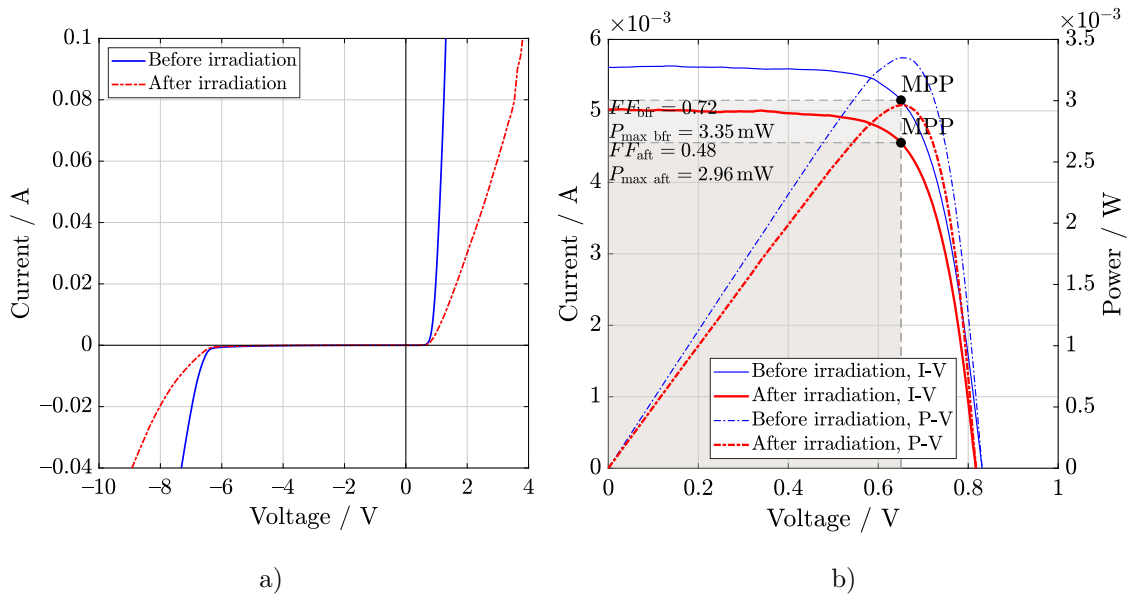 0.1
0.08
0.06
0.04
0.02
0
−0.02
−0.04
−10
−8
−6
−4
−2
0
2
4
Current / A
Voltage / V
Before irradiation
After irradiation
a)
×10−3
6
5
4
3
2
1
0
0
0.2
0.4
0.6
0.8
1
Current / A
Voltage / V
×10−3
3.5
3
2.5
2
1.5
1
0.5
0
Power / W
MPP
MPP
FFbfr = 0.72
Pmax bfr = 3.35 mW
FFaft = 0.48
Pmax aft = 2.96 mW
Before irradiation, I-V
After irradiation, I-V
Before irradiation, P-V
After irradiation, P-V
b)